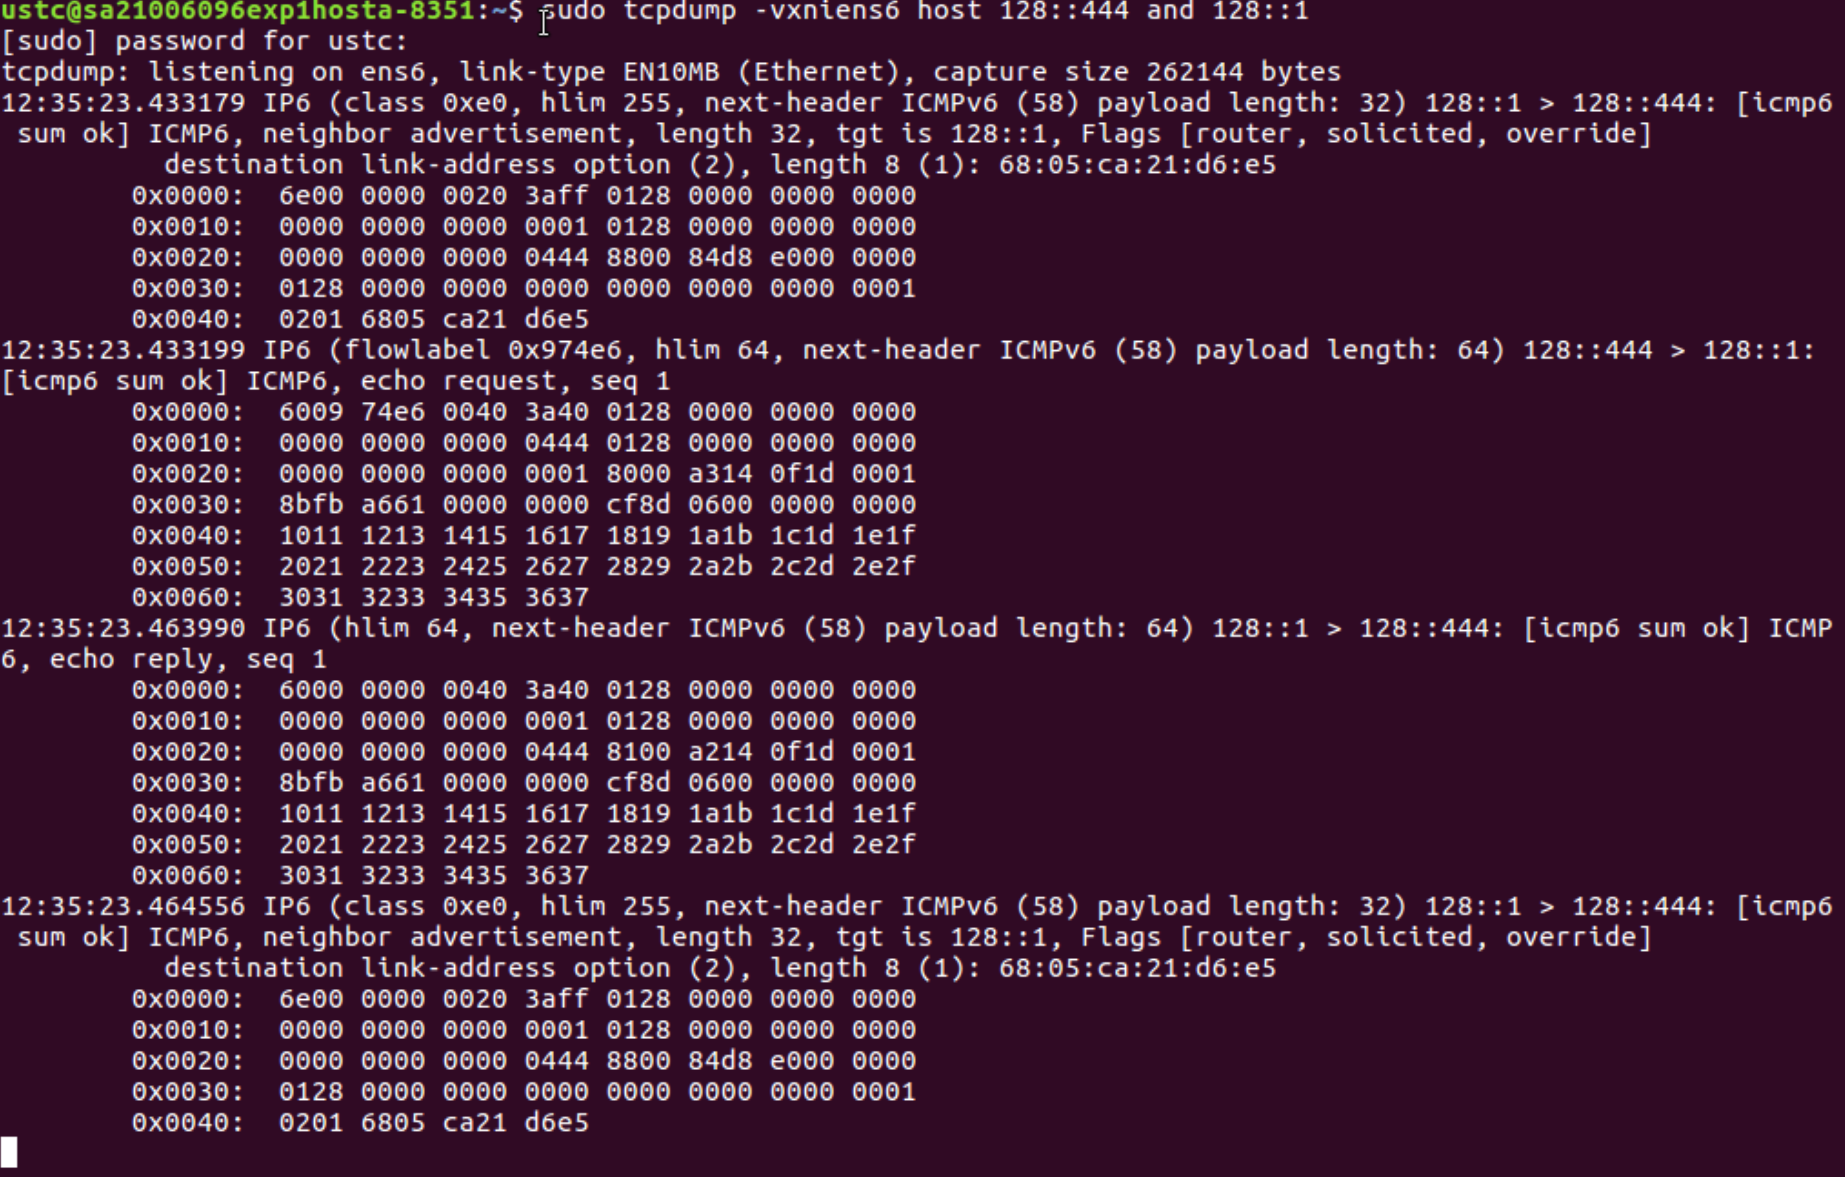 ustc@sa21006096exp1hosta-8351:~$ sudo tcpdump -vxniens6 host 128::444 and 128::1
[sudo] password for ustc:
tcpdump: listening on ens6, link-type EN10MB (Ethernet), capture size 262144 bytes
12:35:23.433179 IP6 (class 0xe0, hlim 255, next-header ICMPv6 (58) payload length: 32) 128::1 > 128::444: [icmp6
 sum ok] ICMP6, neighbor advertisement, length 32, tgt is 128::1, Flags [router, solicited, override]
          destination link-address option (2), length 8 (1): 68:05:ca:21:d6:e5
        0x0000:  6e00 0000 0020 3aff 0128 0000 0000 0000
        0x0010:  0000 0000 0000 0001 0128 0000 0000 0000
        0x0020:  0000 0000 0000 0444 8800 84d8 e000 0000
        0x0030:  0128 0000 0000 0000 0000 0000 0000 0001
        0x0040:  0201 6805 ca21 d6e5
12:35:23.433199 IP6 (flowlabel 0x974e6, hlim 64, next-header ICMPv6 (58) payload length: 64) 128::444 > 128::1:
[icmp6 sum ok] ICMP6, echo request, seq 1
        0x0000:  6009 74e6 0040 3a40 0128 0000 0000 0000
        0x0010:  0000 0000 0000 0444 0128 0000 0000 0000
        0x0020:  0000 0000 0000 0001 8000 a314 0f1d 0001
        0x0030:  8bfb a661 0000 0000 cf8d 0600 0000 0000
        0x0040:  1011 1213 1415 1617 1819 1a1b 1c1d 1e1f
        0x0050:  2021 2223 2425 2627 2829 2a2b 2c2d 2e2f
        0x0060:  3031 3233 3435 3637
12:35:23.463990 IP6 (hlim 64, next-header ICMPv6 (58) payload length: 64) 128::1 > 128::444: [icmp6 sum ok] ICMP
6, echo reply, seq 1
        0x0000:  6000 0000 0040 3a40 0128 0000 0000 0000
        0x0010:  0000 0000 0000 0001 0128 0000 0000 0000
        0x0020:  0000 0000 0000 0444 8100 a214 0f1d 0001
        0x0030:  8bfb a661 0000 0000 cf8d 0600 0000 0000
        0x0040:  1011 1213 1415 1617 1819 1a1b 1c1d 1e1f
        0x0050:  2021 2223 2425 2627 2829 2a2b 2c2d 2e2f
        0x0060:  3031 3233 3435 3637
12:35:23.464556 IP6 (class 0xe0, hlim 255, next-header ICMPv6 (58) payload length: 32) 128::1 > 128::444: [icmp6
 sum ok] ICMP6, neighbor advertisement, length 32, tgt is 128::1, Flags [router, solicited, override]
          destination link-address option (2), length 8 (1): 68:05:ca:21:d6:e5
        0x0000:  6e00 0000 0020 3aff 0128 0000 0000 0000
        0x0010:  0000 0000 0000 0001 0128 0000 0000 0000
        0x0020:  0000 0000 0000 0444 8800 84d8 e000 0000
        0x0030:  0128 0000 0000 0000 0000 0000 0000 0001
        0x0040:  0201 6805 ca21 d6e5